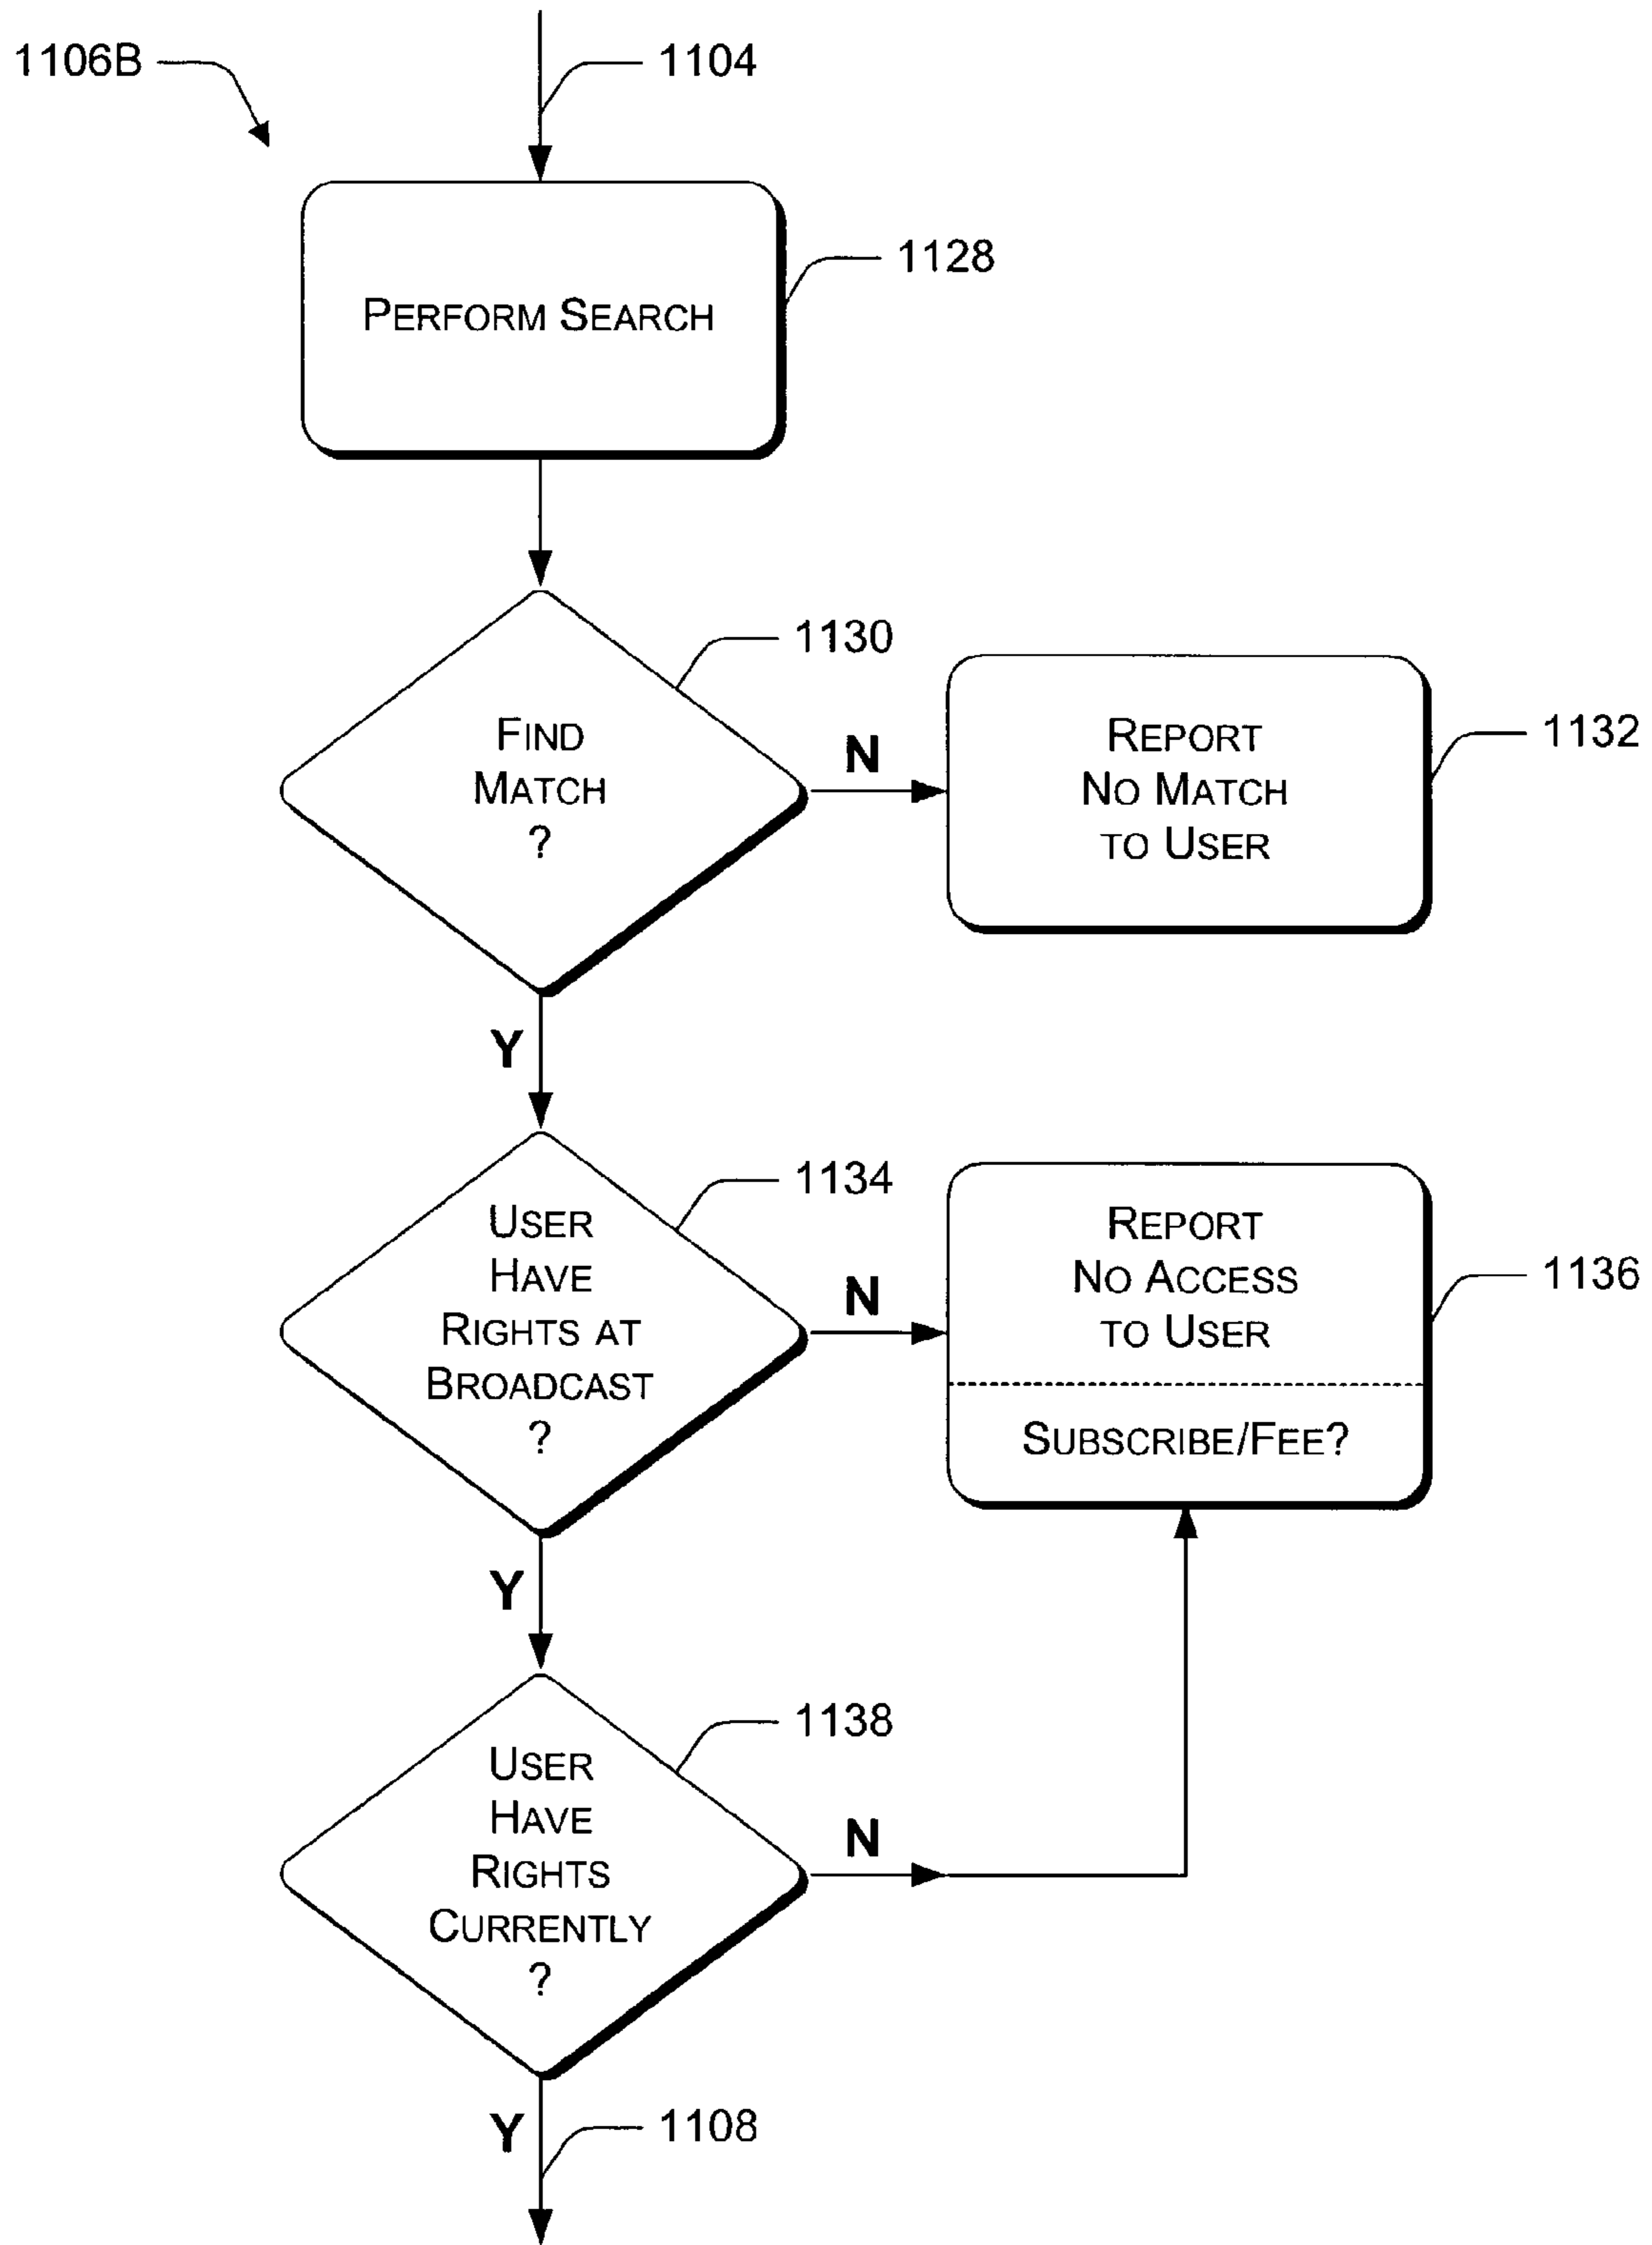 1106B
1104
PERFORM SEARCH
1128
FIND
MATCH
?
1130
N
REPORT
NO MATCH
TO USER
1132
Y
USER
HAVE
RIGHTS AT
BROADCAST
?
1134
N
REPORT
NO ACCESS
TO USER
SUBSCRIBE/FEE?
1136
Y
USER
HAVE
RIGHTS
CURRENTLY
?
1138
N
Y
1108